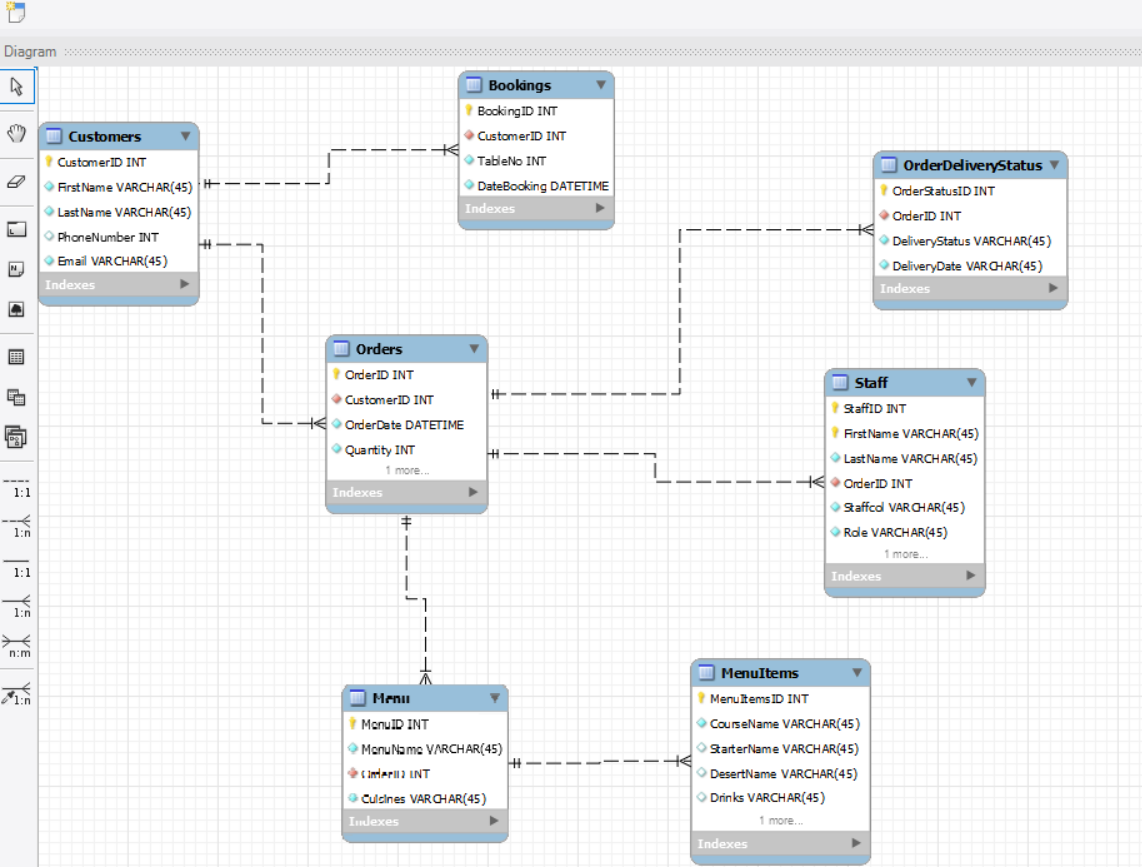 Diagram
Bookings
BookingID INT
CustomerID INT
TableNo INT
DateBooking DATETIME
Indexes
Customers
CustomerID INT
FirstName VARCHAR(45)
LastName VARCHAR(45)
PhoneNumber INT
Email VARCHAR(45)
Indexes
OrderDeliveryStatus
OrderStatusID INT
OrderID INT
DeliveryStatus VARCHAR(45)
DeliveryDate VARCHAR(45)
Indexes
Orders
OrderID INT
CustomerID INT
OrderDate DATETIME
Quantity INT
1 more...
Indexes
Staff
StaffID INT
FirstName VARCHAR(45)
LastName VARCHAR(45)
OrderID INT
Staffcol VARCHAR(45)
Role VARCHAR(45)
1 more...
Indexes
1:1
1:n
1:1
1:n
n:m
1:n
Menu
MenuID INT
MenuName VARCHAR(45)
OrderID INT
Cuisines VARCHAR(45)
Indexes
MenuItems
MenuItemsID INT
CourseName VARCHAR(45)
StarterName VARCHAR(45)
DesertName VARCHAR(45)
Drinks VARCHAR(45)
1 more...
Indexes